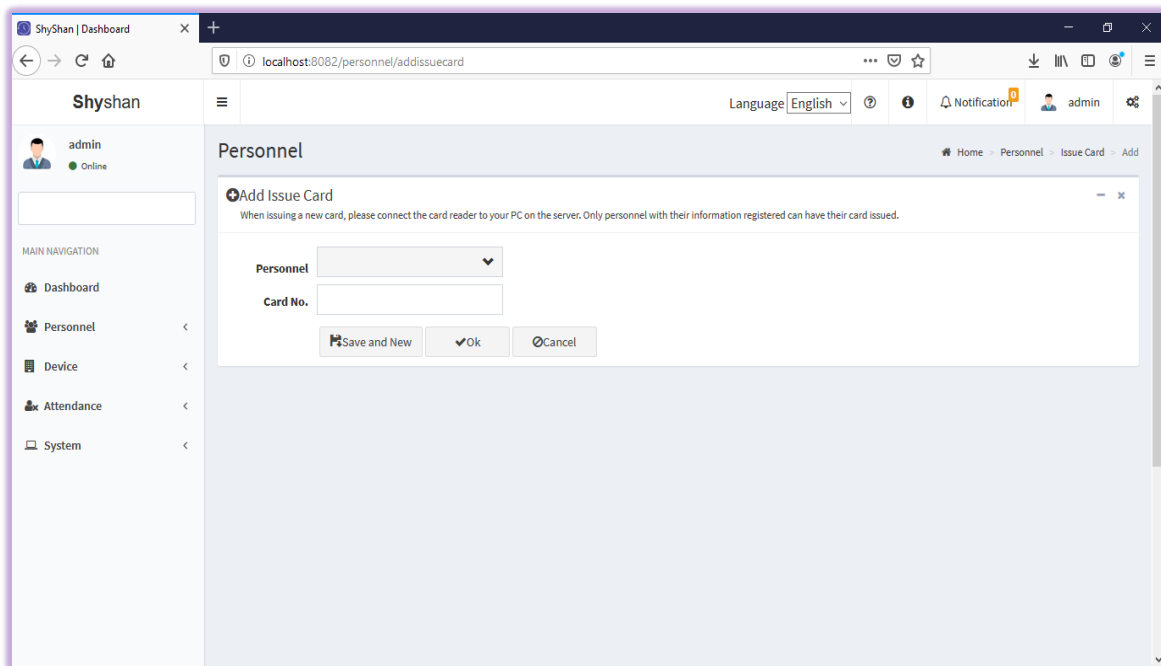 ShyShan | Dashboard
localhost:8082/personnel/addissuecard
Shyshan
Language English
Notification 0
admin
admin
Online
Personnel
Home > Personnel > Issue Card > Add
Add Issue Card
When issuing a new card, please connect the card reader to your PC on the server. Only personnel with their information registered can have their card issued.
MAIN NAVIGATION
Dashboard
Personnel
Device
Attendance
System
Personnel
Card No.
Save and New
Ok
Cancel